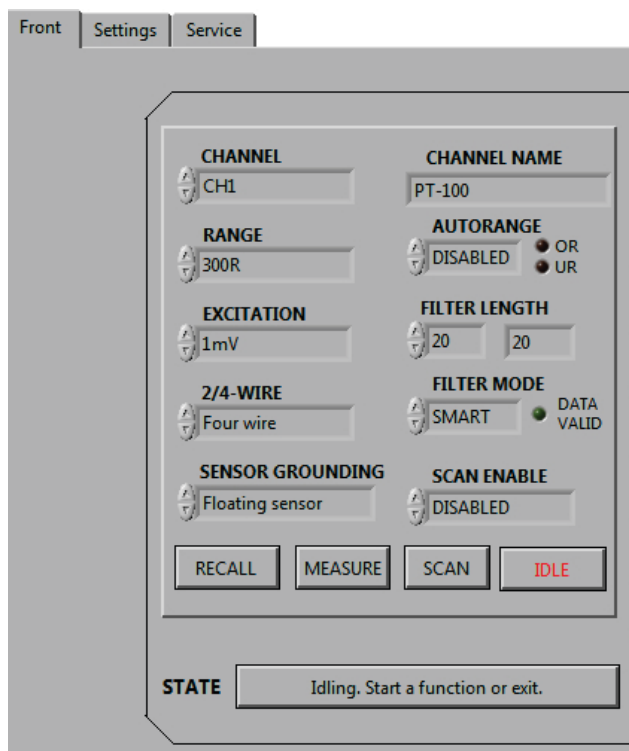 Front
Settings
Service
CHANNEL
CH1
CHANNEL NAME
PT-100
RANGE
300R
AUTORANGE
DISABLED
OR
UR
EXCITATION
1mV
FILTER LENGTH
20
20
2/4-WIRE
Four wire
FILTER MODE
SMART
DATA
VALID
SENSOR GROUNDING
Floating sensor
SCAN ENABLE
DISABLED
RECALL
MEASURE
SCAN
IDLE
STATE
Idling. Start a function or exit.